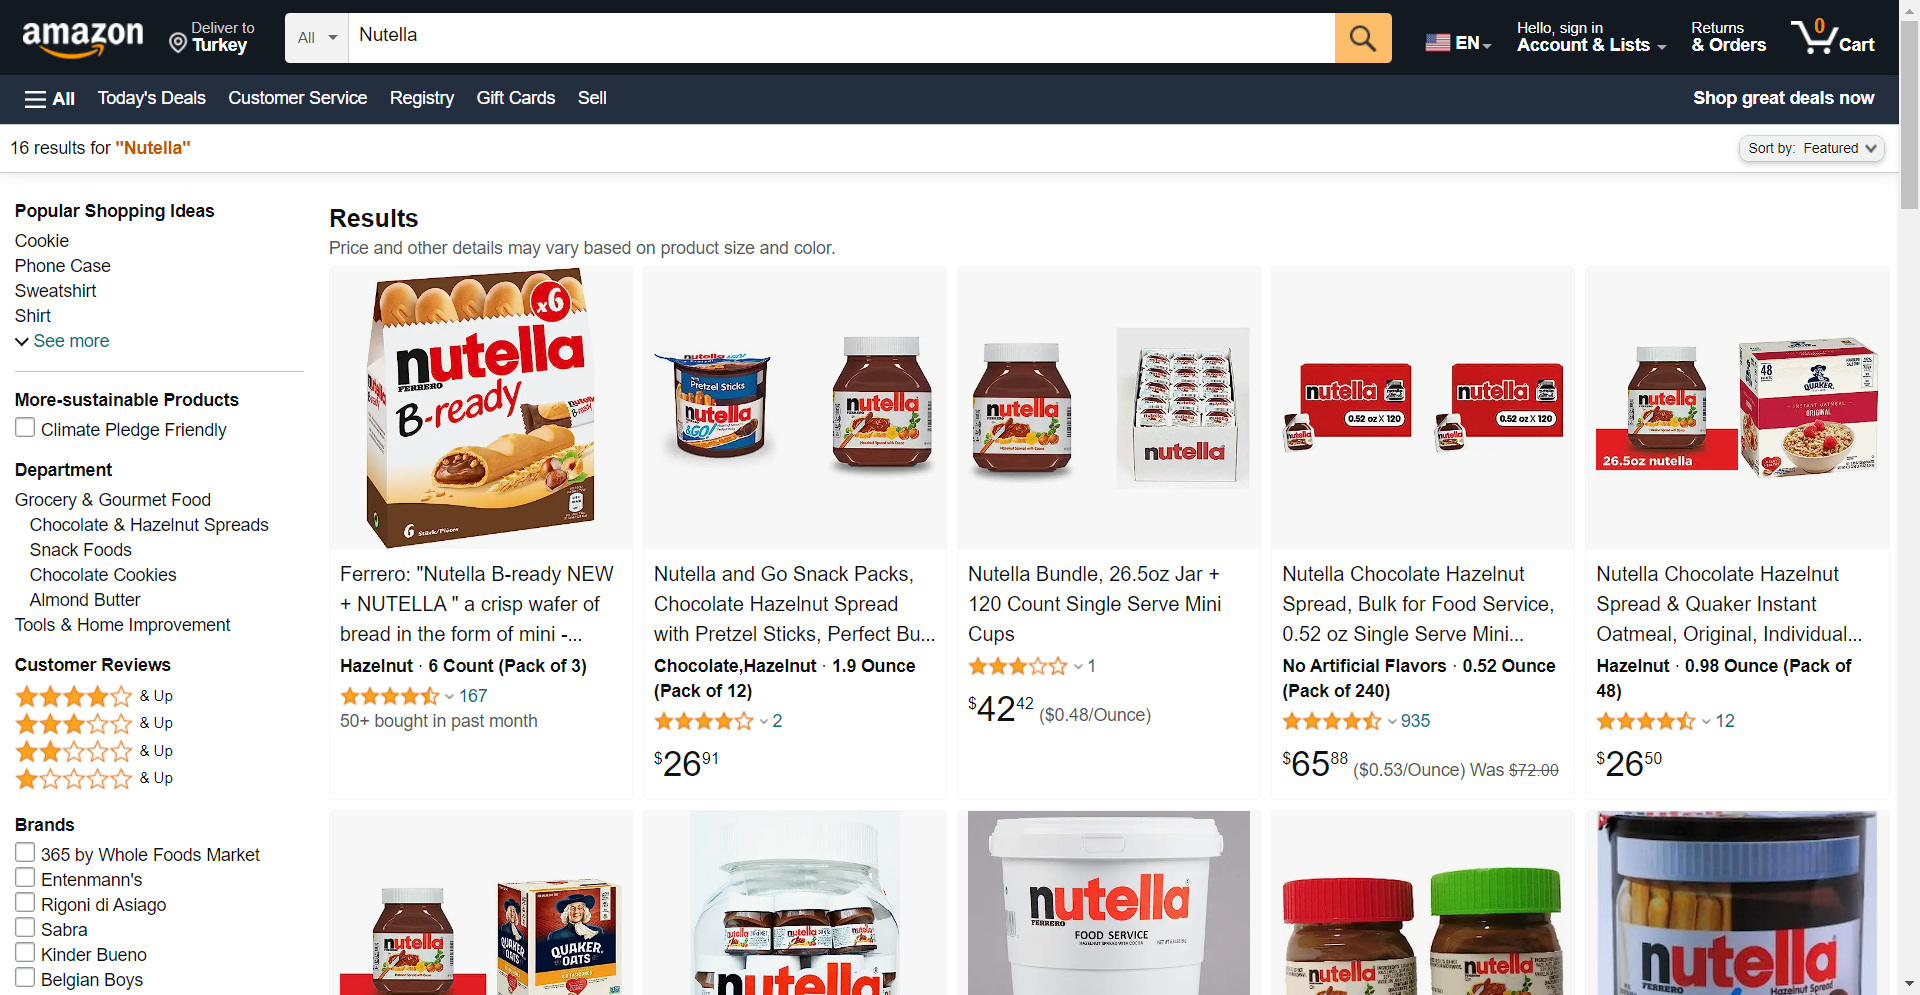 amazon
Deliver to
Turkey
All
Nutella
EN
Hello, sign in
Account & Lists
Returns
& Orders
0
Cart
All
Today's Deals
Customer Service
Registry
Gift Cards
Sell
Shop great deals now
16 results for "Nutella"
Sort by: Featured
Popular Shopping Ideas
Cookie
Phone Case
Sweatshirt
Shirt
See more
More-sustainable Products
Climate Pledge Friendly
Department
Grocery & Gourmet Food
Chocolate & Hazelnut Spreads
Snack Foods
Chocolate Cookies
Almond Butter
Tools & Home Improvement
Customer Reviews
& Up
& Up
& Up
& Up
Brands
365 by Whole Foods Market
Entenmann's
Rigoni di Asiago
Sabra
Kinder Bueno
Belgian Boys
Results
Price and other details may vary based on product size and color.
x6
nutella
FERRERO
B-ready
6
Ferrero: "Nutella B-ready NEW
+ NUTELLA " a crisp wafer of
bread in the form of mini -...
Hazelnut · 6 Count (Pack of 3)
167
50+ bought in past month
nutella
Pretzel Sticks
nutella
&GO!
nutella
Nutella and Go Snack Packs,
Chocolate Hazelnut Spread
with Pretzel Sticks, Perfect Bu...
Chocolate,Hazelnut · 1.9 Ounce
(Pack of 12)
2
$26 91
nutella
nutella
Nutella Bundle, 26.5oz Jar +
120 Count Single Serve Mini
Cups
1
$42 42 ($0.48/Ounce)
nutella
0.52 oz X 120
nutella
nutella
0.52 oz X 120
nutella
Nutella Chocolate Hazelnut
Spread, Bulk for Food Service,
0.52 oz Single Serve Mini...
No Artificial Flavors · 0.52 Ounce
(Pack of 240)
935
$65 88 ($0.53/Ounce) Was $72.00
nutella
26.5oz nutella
48
QUAKER
INSTANT OATMEAL
ORIGINAL
Nutella Chocolate Hazelnut
Spread & Quaker Instant
Oatmeal, Original, Individual...
Hazelnut · 0.98 Ounce (Pack of
48)
12
$26 50
nutella
QUAKER
OATS
QUAKER
OATS
nutella
nutella
nutella
nutella
nutella
FERRERO
FOOD SERVICE
HAZELNUT SPREAD WITH COCOA
nutella
nutella
nutella
FERRERO
Hazelnut Spread